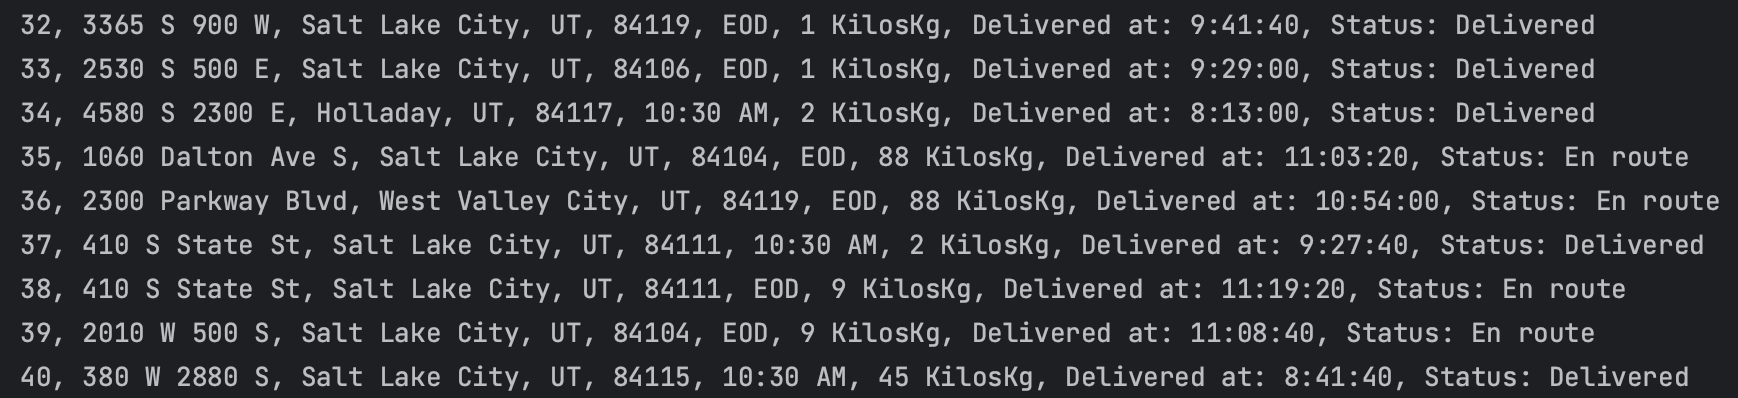 32, 3365 S 900 W, Salt Lake City, UT, 84119, EOD, 1 KilosKg, Delivered at: 9:41:40, Status: Delivered
33, 2530 S 500 E, Salt Lake City, UT, 84106, EOD, 1 KilosKg, Delivered at: 9:29:00, Status: Delivered
34, 4580 S 2300 E, Holladay, UT, 84117, 10:30 AM, 2 KilosKg, Delivered at: 8:13:00, Status: Delivered
35, 1060 Dalton Ave S, Salt Lake City, UT, 84104, EOD, 88 KilosKg, Delivered at: 11:03:20, Status: En route
36, 2300 Parkway Blvd, West Valley City, UT, 84119, EOD, 88 KilosKg, Delivered at: 10:54:00, Status: En route
37, 410 S State St, Salt Lake City, UT, 84111, 10:30 AM, 2 KilosKg, Delivered at: 9:27:40, Status: Delivered
38, 410 S State St, Salt Lake City, UT, 84111, EOD, 9 KilosKg, Delivered at: 11:19:20, Status: En route
39, 2010 W 500 S, Salt Lake City, UT, 84104, EOD, 9 KilosKg, Delivered at: 11:08:40, Status: En route
40, 380 W 2880 S, Salt Lake City, UT, 84115, 10:30 AM, 45 KilosKg, Delivered at: 8:41:40, Status: Delivered